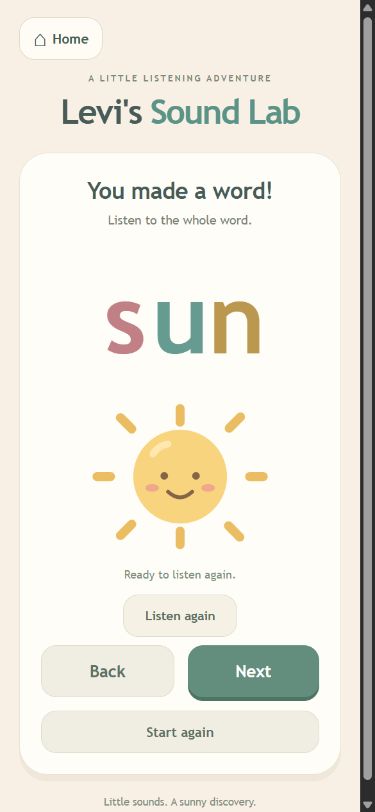 Home
A LITTLE LISTENING ADVENTURE
Levi's Sound Lab
You made a word!
Listen to the whole word.
sun
Ready to listen again.
Listen again
Back Next
Start again
Little sounds. A sunny discovery.